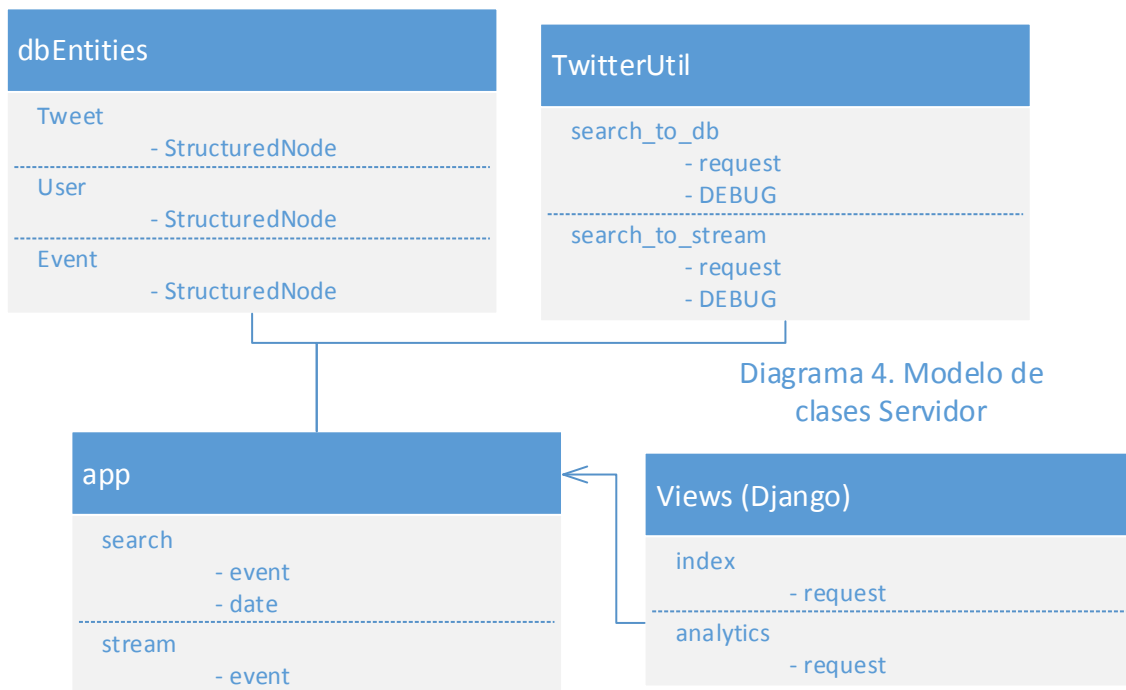 dbEntities
Tweet
- StructuredNode
User
- StructuredNode
Event
- StructuredNode
TwitterUtil
search_to_db
- request
- DEBUG
search_to_stream
- request
- DEBUG
Diagrama 4. Modelo de
clases Servidor
app
search
- event
- date
stream
- event
Views (Django)
index
- request
analytics
- request